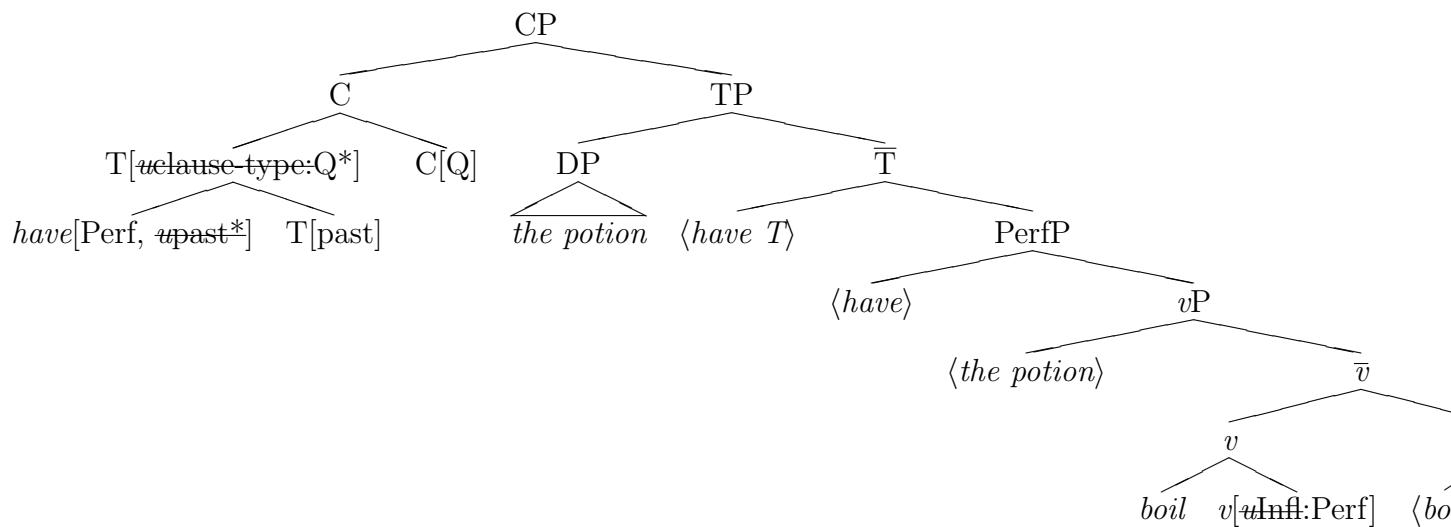 CP
C TP
T[uclause-type:Q*] C[Q] DP T̅
have[Perf, upast*] T[past] the potion ⟨have T⟩ PerfP
⟨have⟩ vP
⟨the potion⟩ v̅
v
boil v[uInfl:Perf] ⟨bo